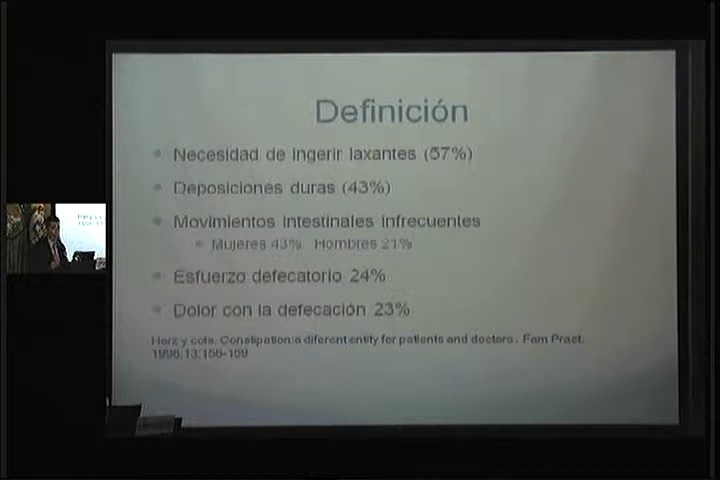 Definición
Necesidad de ingerir laxantes (57%)
Deposiciones duras (43%)
Movimientos intestinales infrecuentes
Mujeres 43% Hombres 21%
Esfuerzo defecatorio 24%
Dolor con la defecación 23%
Herz y cols. Constipation:a diferent entity for patients and doctors. Fam Pract.
1996.13:156-159